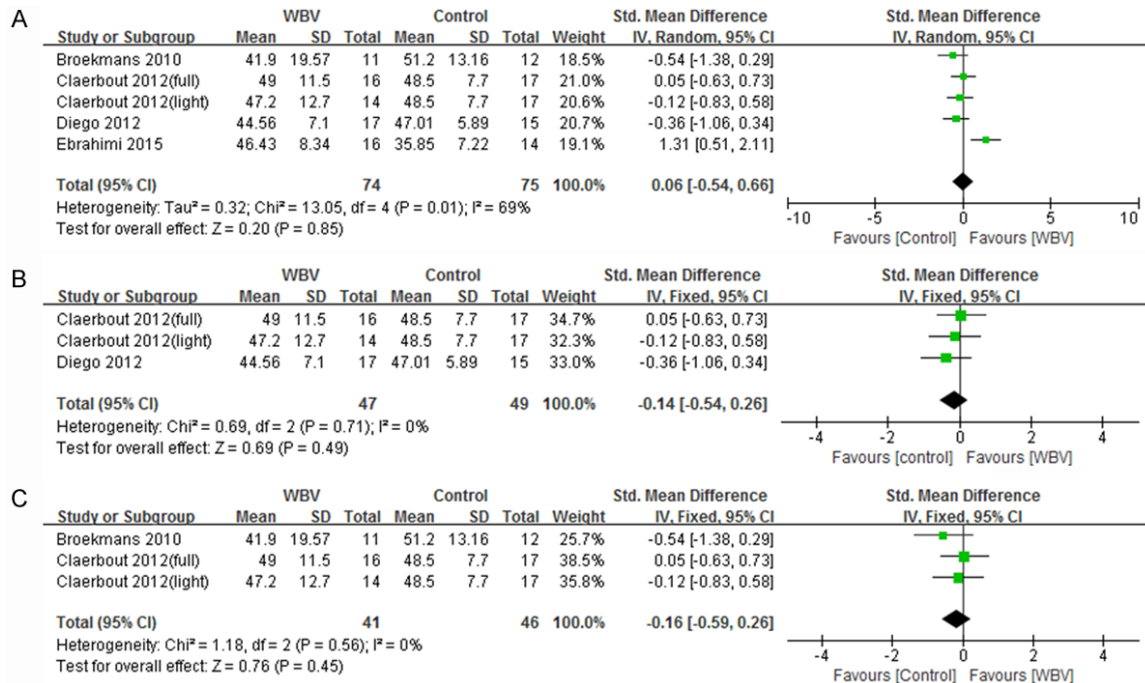 A
WBV Control Std. Mean Difference Std. Mean Difference
Study or Subgroup Mean SD Total Mean SD Total Weight IV, Random, 95% CI IV, Random, 95% CI
Broekmans 2010 41.9 19.57 11 51.2 13.16 12 18.5% -0.54 [-1.38, 0.29]
Claerbout 2012(full) 49 11.5 16 48.5 7.7 17 21.0% 0.05 [-0.63, 0.73]
Claerbout 2012(light) 47.2 12.7 14 48.5 7.7 17 20.6% -0.12 [-0.83, 0.58]
Diego 2012 44.56 7.1 17 47.01 5.89 15 20.7% -0.36 [-1.06, 0.34]
Ebrahimi 2015 46.43 8.34 16 35.85 7.22 14 19.1% 1.31 [0.51, 2.11]
Total (95% CI) 74 75 100.0% 0.06 [-0.54, 0.66]
Heterogeneity: Tau² = 0.32; Chi² = 13.05, df = 4 (P = 0.01); I² = 69%
Test for overall effect: Z = 0.20 (P = 0.85)
-10 -5 0 5 10
Favours [Control] Favours [WBV]
B
WBV Control Std. Mean Difference Std. Mean Difference
Study or Subgroup Mean SD Total Mean SD Total Weight IV, Fixed, 95% CI IV, Fixed, 95% CI
Claerbout 2012(full) 49 11.5 16 48.5 7.7 17 34.7% 0.05 [-0.63, 0.73]
Claerbout 2012(light) 47.2 12.7 14 48.5 7.7 17 32.3% -0.12 [-0.83, 0.58]
Diego 2012 44.56 7.1 17 47.01 5.89 15 33.0% -0.36 [-1.06, 0.34]
Total (95% CI) 47 49 100.0% -0.14 [-0.54, 0.26]
Heterogeneity: Chi² = 0.69, df = 2 (P = 0.71); I² = 0%
Test for overall effect: Z = 0.69 (P = 0.49)
-4 -2 0 2 4
Favours [control] Favours [WBV]
C
WBV Control Std. Mean Difference Std. Mean Difference
Study or Subgroup Mean SD Total Mean SD Total Weight IV, Fixed, 95% CI IV, Fixed, 95% CI
Broekmans 2010 41.9 19.57 11 51.2 13.16 12 25.7% -0.54 [-1.38, 0.29]
Claerbout 2012(full) 49 11.5 16 48.5 7.7 17 38.5% 0.05 [-0.63, 0.73]
Claerbout 2012(light) 47.2 12.7 14 48.5 7.7 17 35.8% -0.12 [-0.83, 0.58]
Total (95% CI) 41 46 100.0% -0.16 [-0.59, 0.26]
Heterogeneity: Chi² = 1.18, df = 2 (P = 0.56); I² = 0%
Test for overall effect: Z = 0.76 (P = 0.45)
-4 -2 0 2 4
Favours [Control] Favours [WBV]